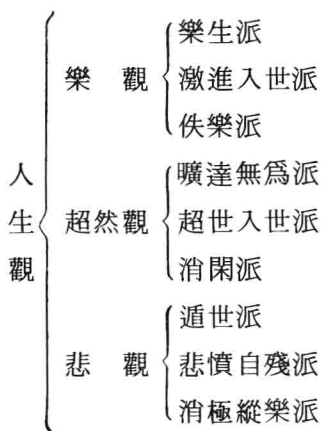 人生觀
樂觀
樂生派
激進入世派
佚樂派
超然觀
曠達無爲派
超世入世派
消閑派
悲觀
遁世派
悲憤自殘派
消極縱樂派